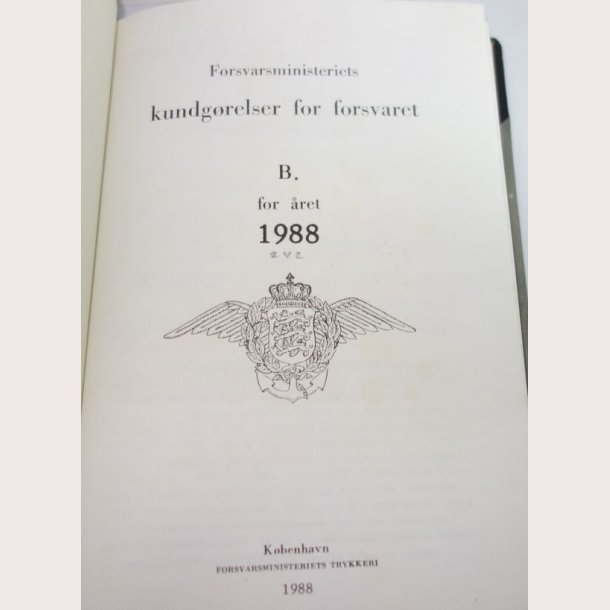 Forsvarsministeriets
kundgørelser for forsvaret
B.
for året
1988
København
FORSVARSMINISTERIETS TRYKKERI
1988